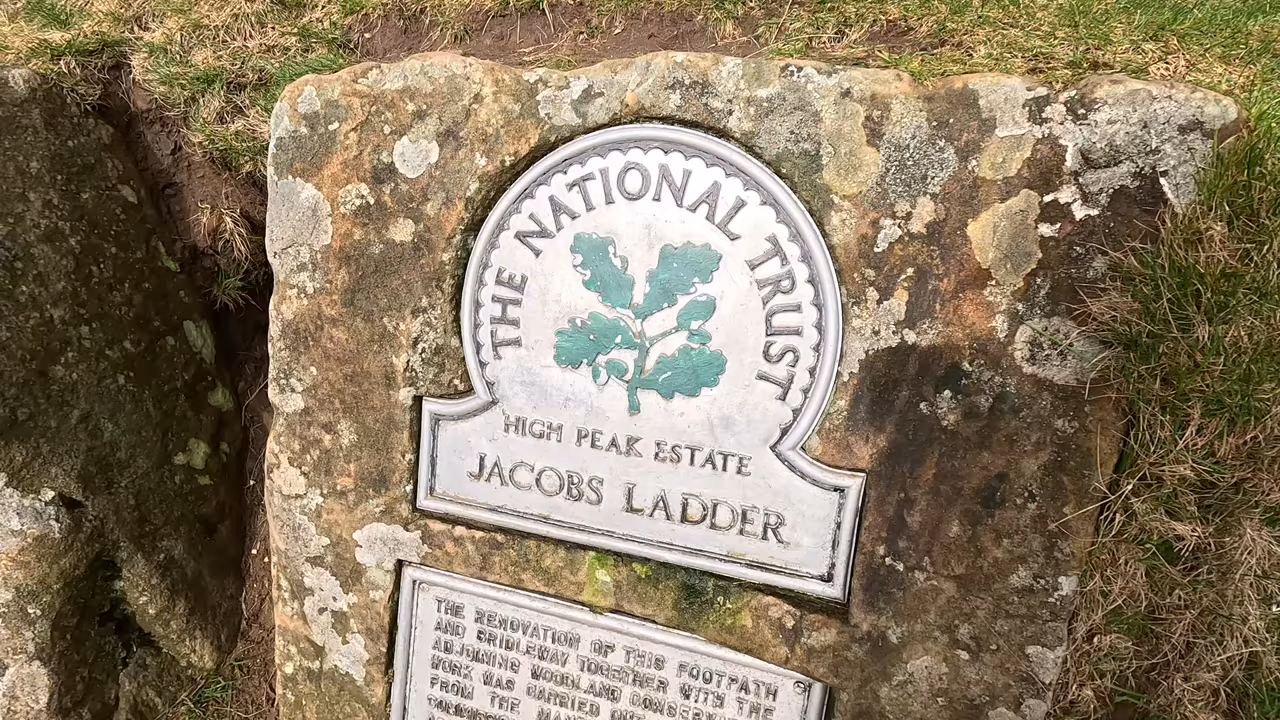 THE NATIONAL TRUST
HIGH PEAK ESTATE
JACOBS LADDER
THE RENOVATION OF THIS FOOTPATH
AND BRIDLEWAY TOGETHER WITH THE
ADJOINING WOODLAND CONSERVATION
WORK WAS CARRIED OUT
FROM THE